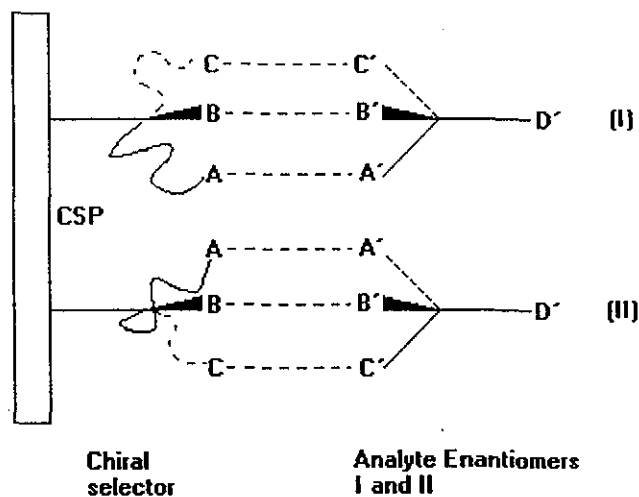 C C´
B B´ D´ (I)
A A´
CSP
A A´
B B´ D´ (II)
C C´
Chiral selector
Analyte Enantiomers
I and II